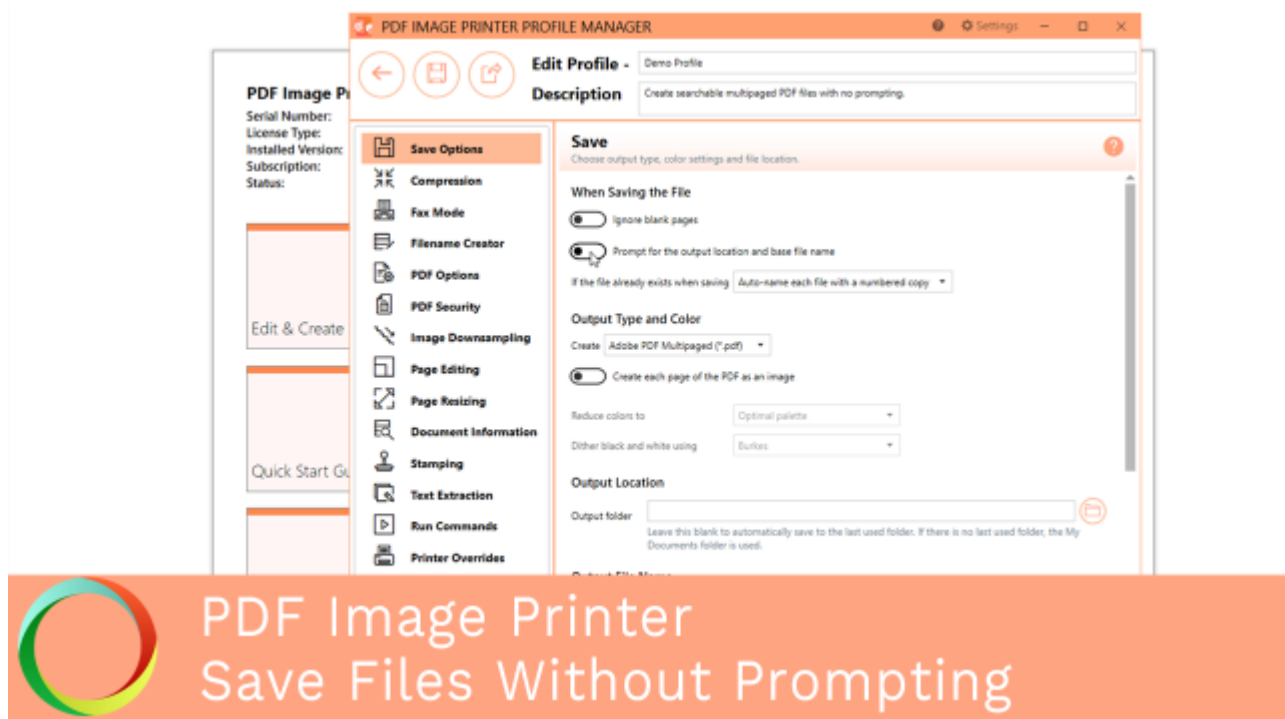 PDF IMAGE PRINTER PROFILE MANAGER
Settings
Edit Profile - Demo Profile
Description Create searchable multipaged PDF files with no prompting.
PDF Image Pr
Serial Number:
License Type:
Installed Version:
Subscription:
Status:
Edit & Create
Quick Start Gu
Save Options
Compression
Fax Mode
Filename Creator
PDF Options
PDF Security
Image Downsampling
Page Editing
Page Resizing
Document Information
Stamping
Text Extraction
Run Commands
Printer Overrides
Save
Choose output type, color settings and file location.
When Saving the File
Ignore blank pages
Prompt for the output location and base file name
If the file already exists when saving Auto-name each file with a numbered copy
Output Type and Color
Create Adobe PDF Multipaged (*.pdf)
Create each page of the PDF as an image
Reduce colors to Optimal palette
Dither black and white using Burkes
Output Location
Output folder
Leave this blank to automatically save to the last used folder. If there is no last used folder, the My
Documents folder is used.
PDF Image Printer
Save Files Without Prompting